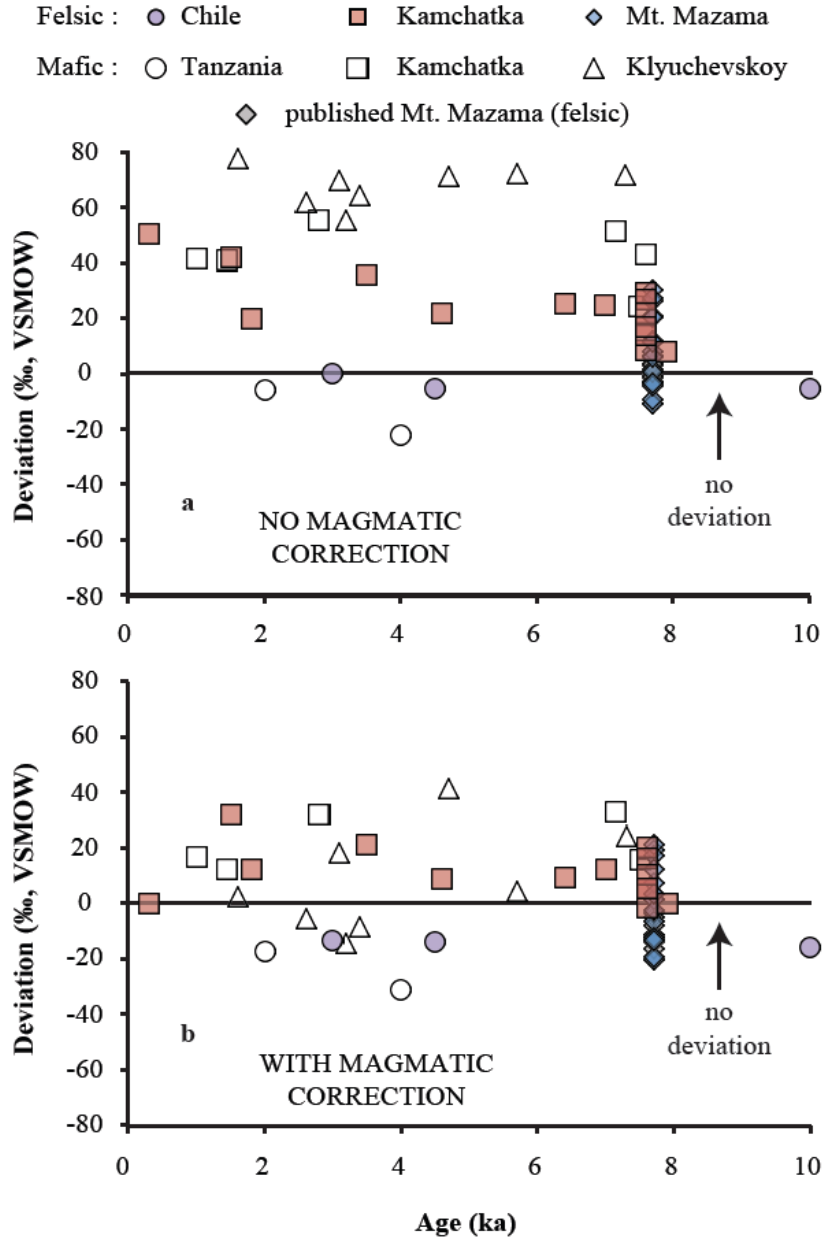 Felsic : Chile Kamchatka Mt. Mazama
Mafic : Tanzania Kamchatka Klyuchevskoy
published Mt. Mazama (felsic)
80
60
40
20
0
-20
-40
-60
-80
Deviation (‰, VSMOW)
a
NO MAGMATIC
CORRECTION
no
deviation
0 2 4 6 8 10
80
60
40
20
0
-20
-40
-60
-80
Deviation (‰, VSMOW)
b
WITH MAGMATIC
CORRECTION
no
deviation
0 2 4 6 8 10
Age (ka)